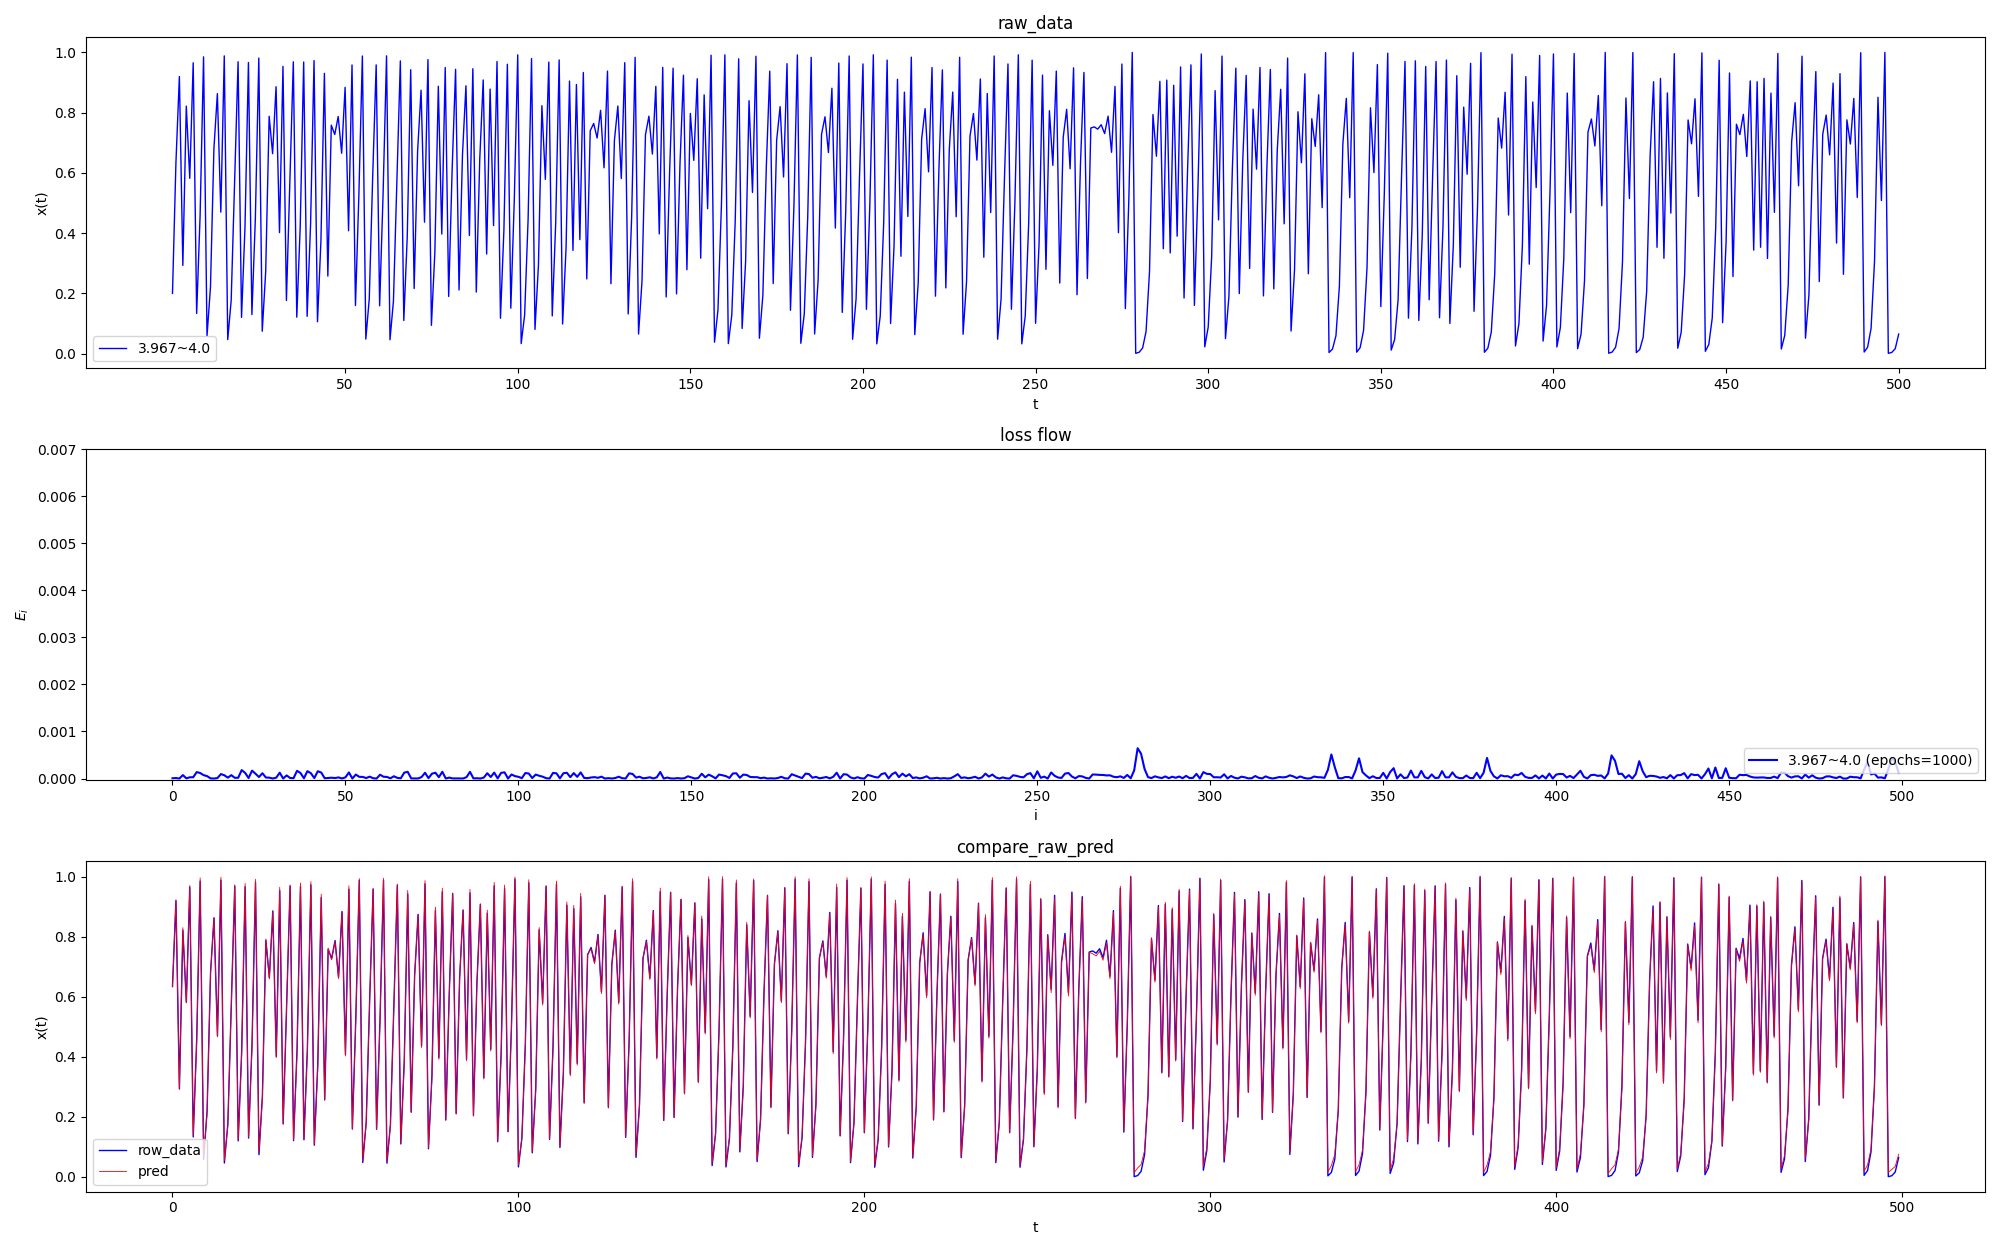 raw_data
x(t)
1.0
0.8
0.6
0.4
0.2
0.0
3.967~4.0
50 100 150 200 250 300 350 400 450 500
t
loss flow
E_i
0.007
0.006
0.005
0.004
0.003
0.002
0.001
0.000
3.967~4.0 (epochs=1000)
0 50 100 150 200 250 300 350 400 450 500
i
compare_raw_pred
x(t)
1.0
0.8
0.6
0.4
0.2
0.0
row_data
pred
0 100 200 300 400 500
t